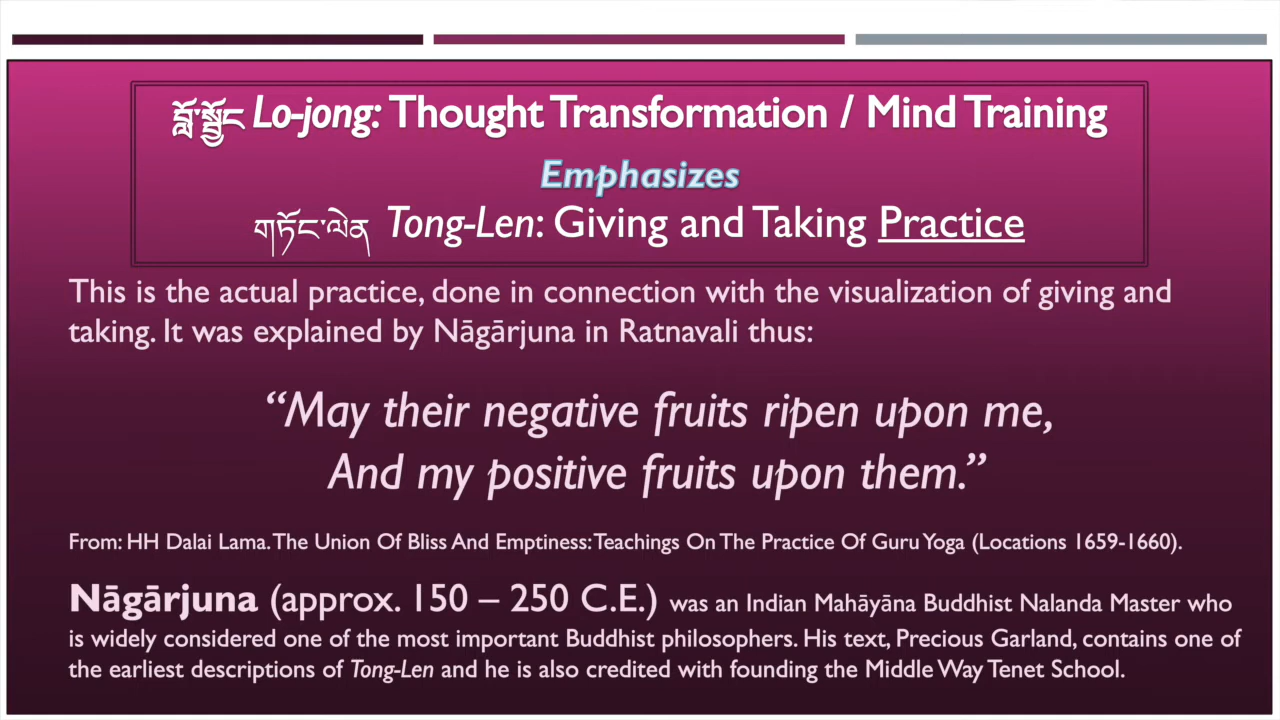 བློ་སྦྱོང Lo-jong: Thought Transformation / Mind Training
Emphasizes
གཏོང་ལེན Tong-Len: Giving and Taking Practice
This is the actual practice, done in connection with the visualization of giving and
taking. It was explained by Nāgārjuna in Ratnavali thus:
“May their negative fruits ripen upon me,
And my positive fruits upon them.”
From: HH Dalai Lama. The Union Of Bliss And Emptiness: Teachings On The Practice Of Guru Yoga (Locations 1659-1660).
Nāgārjuna (approx. 150 – 250 C.E.) was an Indian Mahāyāna Buddhist Nalanda Master who
is widely considered one of the most important Buddhist philosophers. His text, Precious Garland, contains one of
the earliest descriptions of Tong-Len and he is also credited with founding the Middle Way Tenet School.